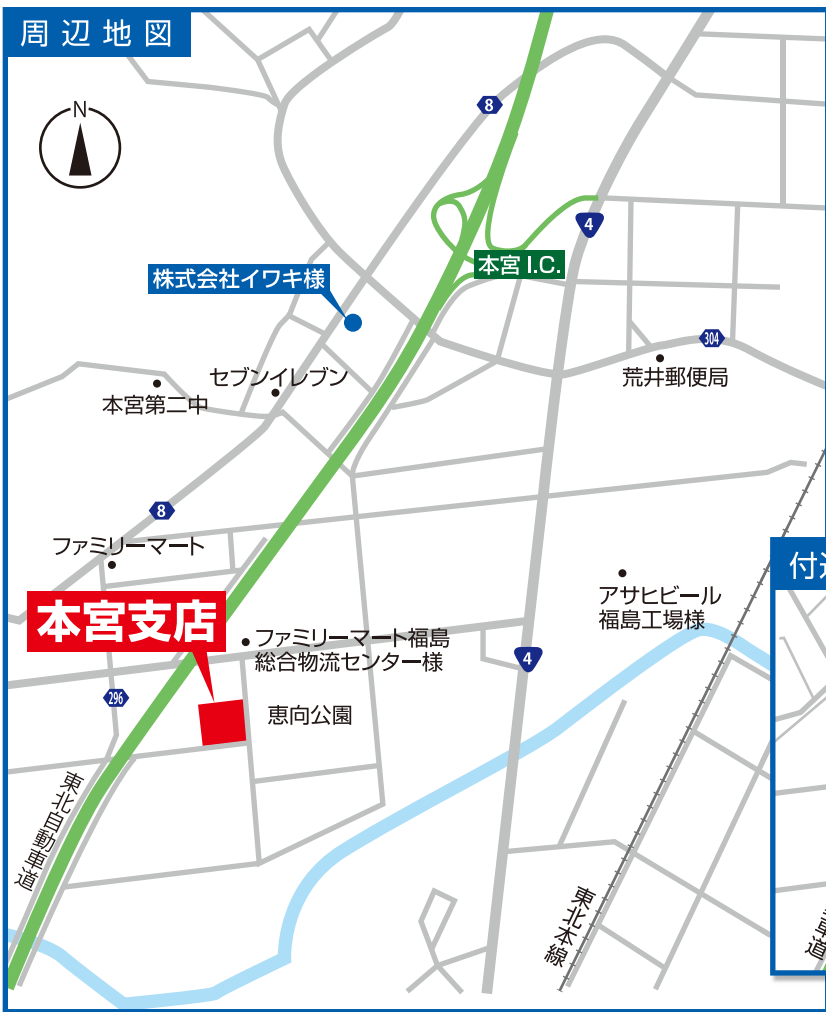 周辺地図
N
8
4
本宮 I.C.
株式会社イワキ様
304
荒井郵便局
セブンイレブン
本宮第二中
8
ファミリーマート
付近
本宮支店
アサヒビール
福島工場様
ファミリーマート福島
総合物流センター様
4
296
恵向公園
東北自動車道
東北本線
車道